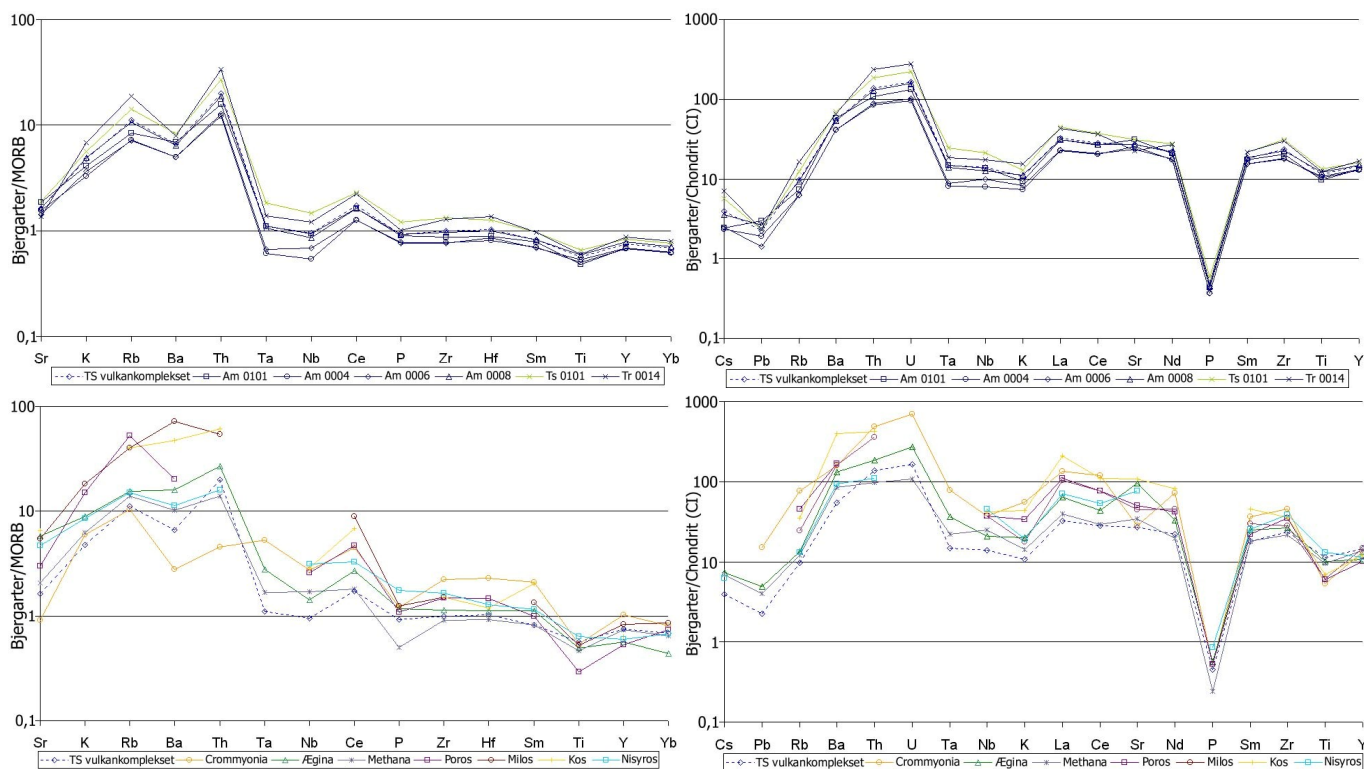 100
10
1
0,1
Bjergarter/MORB
Sr K Rb Ba Th Ta Nb Ce P Zr Hf Sm Ti Y Yb
TS vulkankomplekset Am 0101 Am 0004 Am 0006 Am 0008 Ts 0101 Tr 0014
1000
100
10
1
0,1
Bjergarter/Chondrit (CI)
Cs Pb Rb Ba Th U Ta Nb K La Ce Sr Nd P Sm Zr Ti Y
TS vulkankomplekset Am 0101 Am 0004 Am 0006 Am 0008 Ts 0101 Tr 0014
100
10
1
0,1
Bjergarter/MORB
Sr K Rb Ba Th Ta Nb Ce P Zr Hf Sm Ti Y Yb
TS vulkankomplekset Crommyonia Ægina Methana Poros Milos Kos Nisyros
1000
100
10
1
0,1
Bjergarter/Chondrit (CI)
Cs Pb Rb Ba Th U Ta Nb K La Ce Sr Nd P Sm Zr Ti Y
TS vulkankomplekset Crommyonia Ægina Methana Poros Milos Kos Nisyros